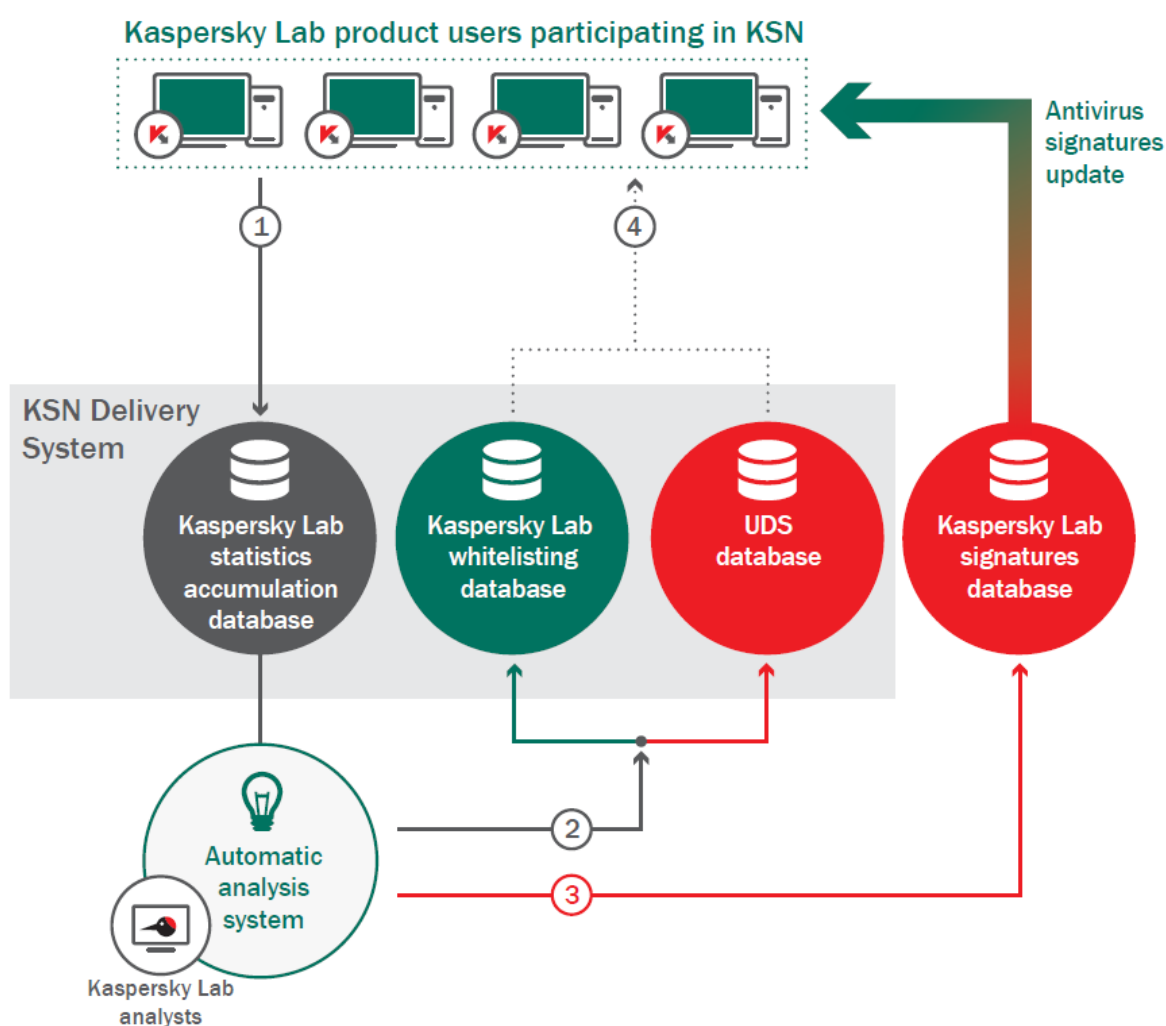 Kaspersky Lab product users participating in KSN
Antivirus
signatures
update
1
4
KSN Delivery
System
Kaspersky Lab
statistics
accumulation
database
Kaspersky Lab
whitelisting
database
UDS
database
Kaspersky Lab
signatures
database
2
3
Automatic
analysis
system
Kaspersky Lab
analysts